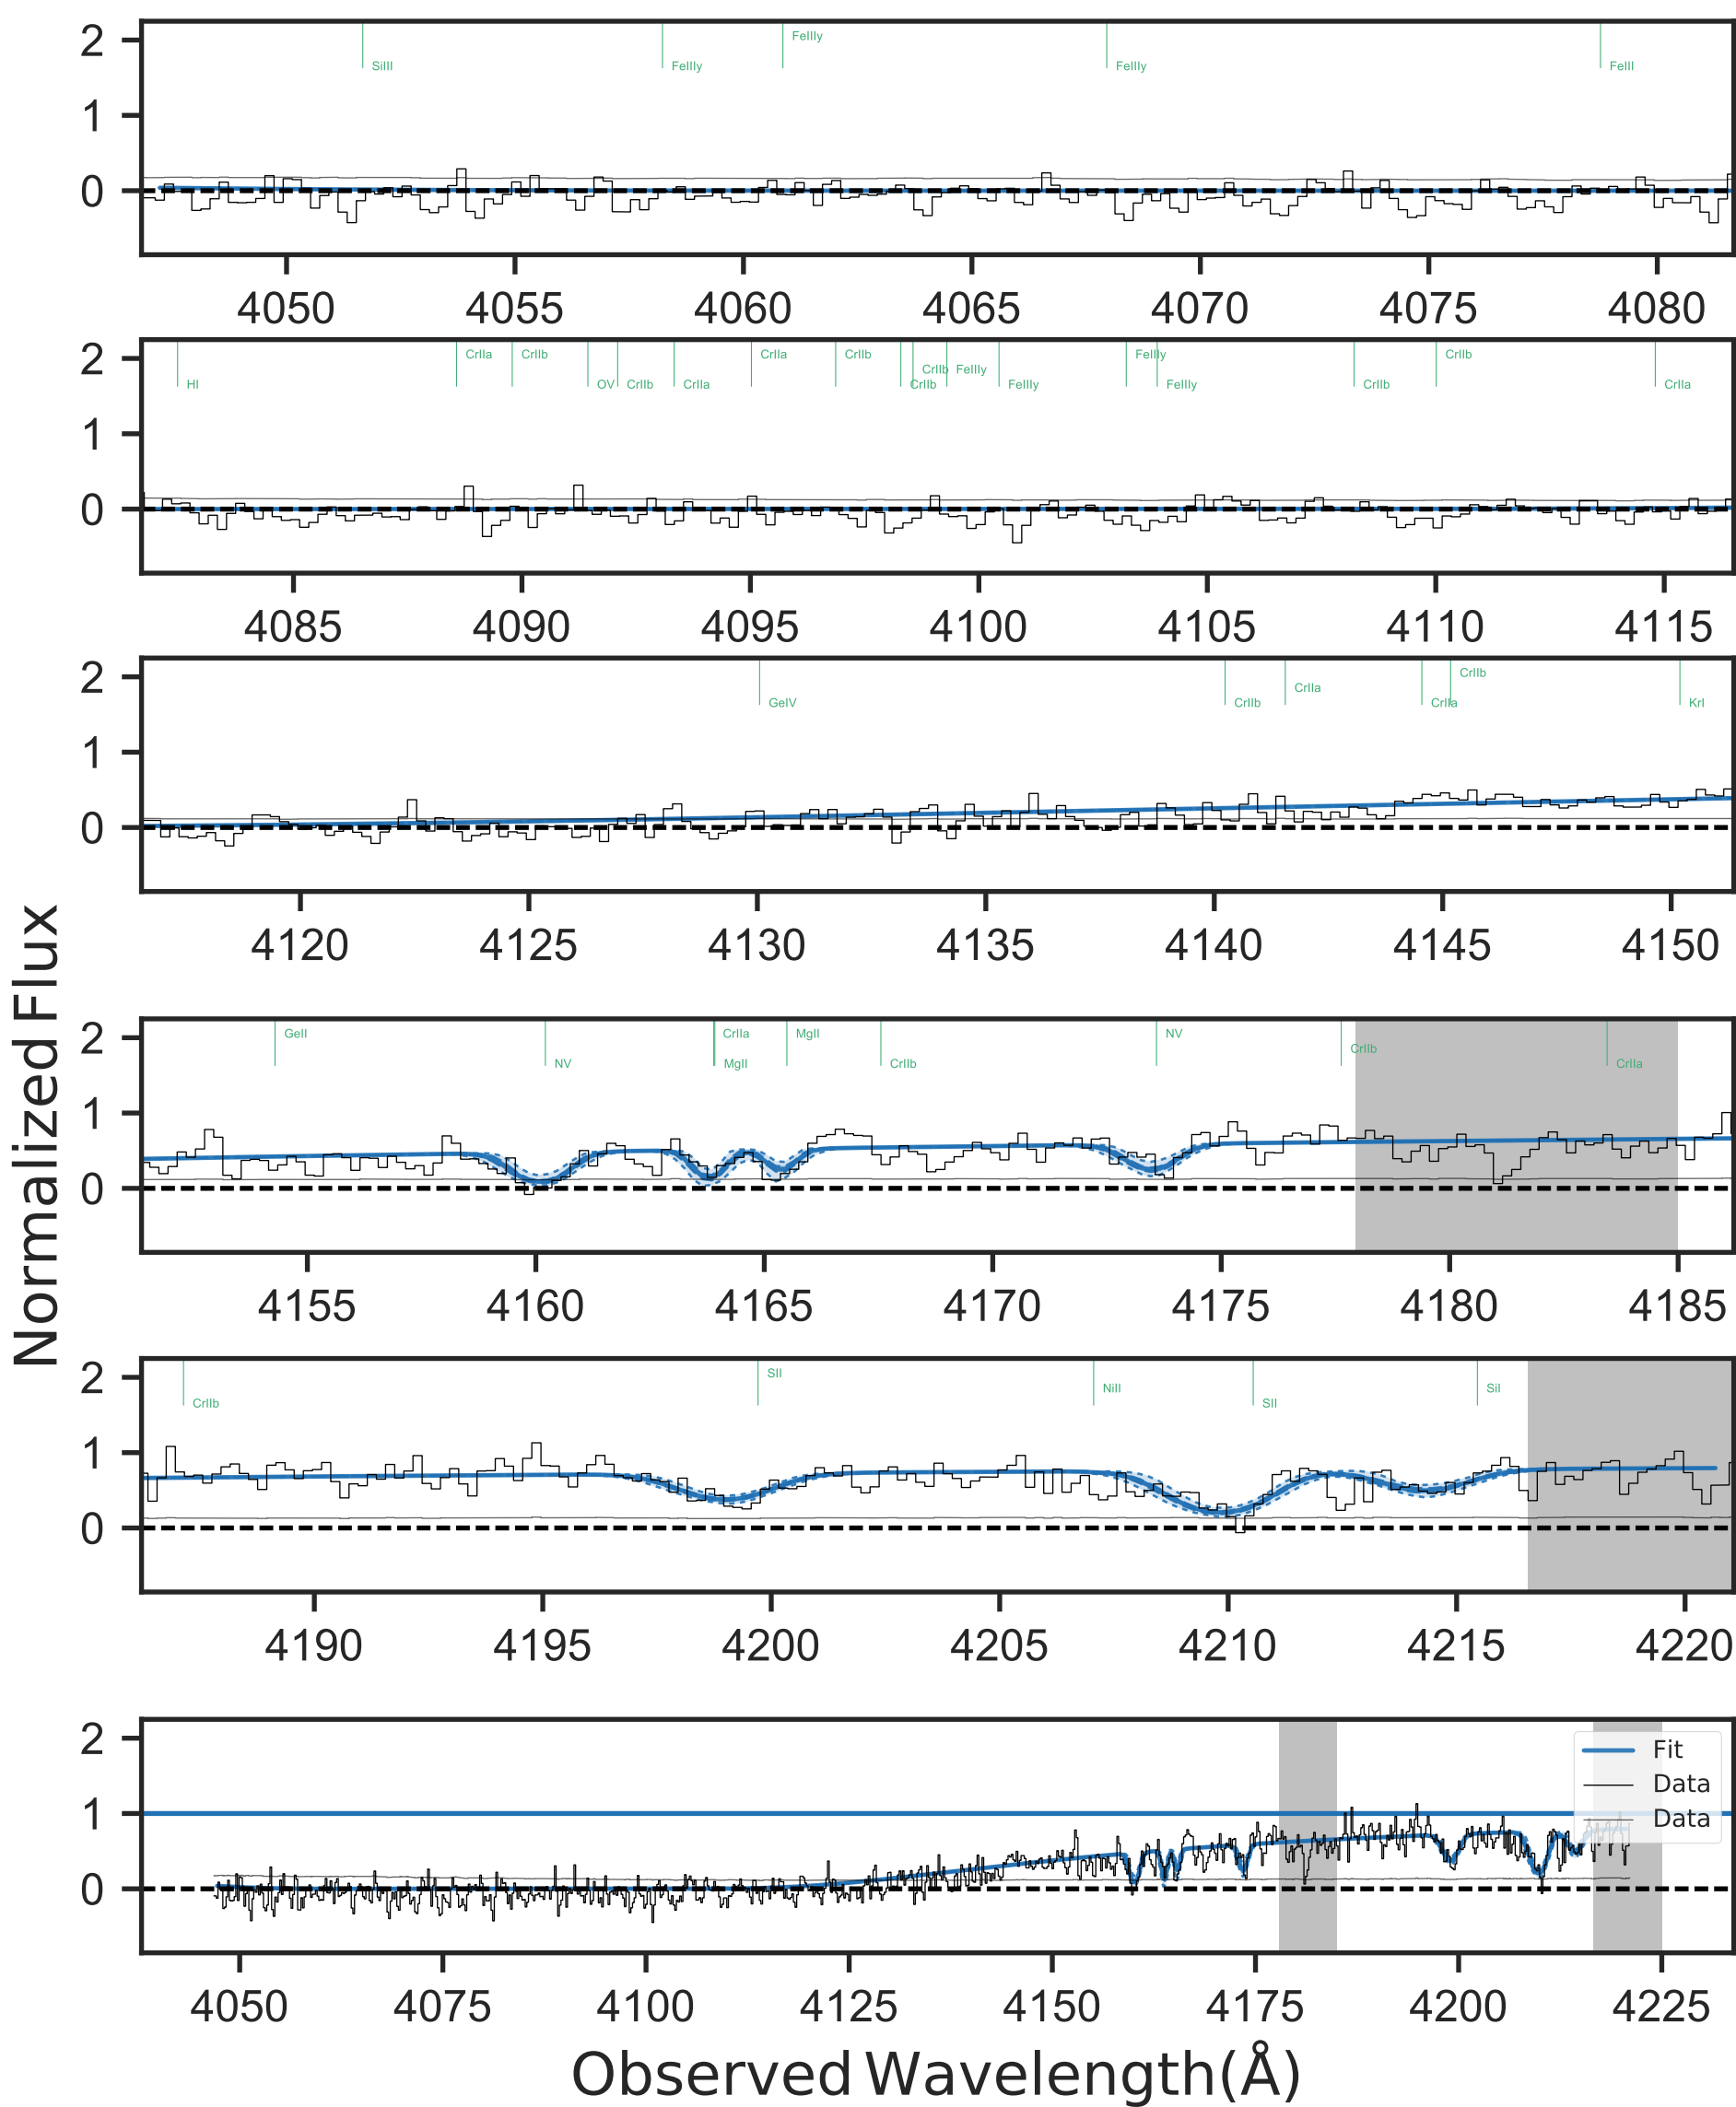 2
FeIIIy
SiIII FeIIIy FeIIIy FeIII
1
0
4050 4055 4060 4065 4070 4075 4080
2
CrIIa CrIIb CrIIa CrIIb FeIIIy CrIIb
CrIIb FeIIIy
HI OV CrIIb CrIIa CrIIb FeIIIy FeIIIy CrIIb CrIIa
1
0
4085 4090 4095 4100 4105 4110 4115
2
CrIIb
CrIIa
GeIV CrIIb CrIIa KrI
1
0
4120 4125 4130 4135 4140 4145 4150
2
GeII CrIIa MgII NV
CrIIb
NV MgII CrIIb CrIIa
1
0
4155 4160 4165 4170 4175 4180 4185
2
SII
NiII SiI
CrIIb SII
1
0
4190 4195 4200 4205 4210 4215 4220
2
1
0
Fit
Data
Data
4050 4075 4100 4125 4150 4175 4200 4225
Observed Wavelength(Å)
Normalized Flux